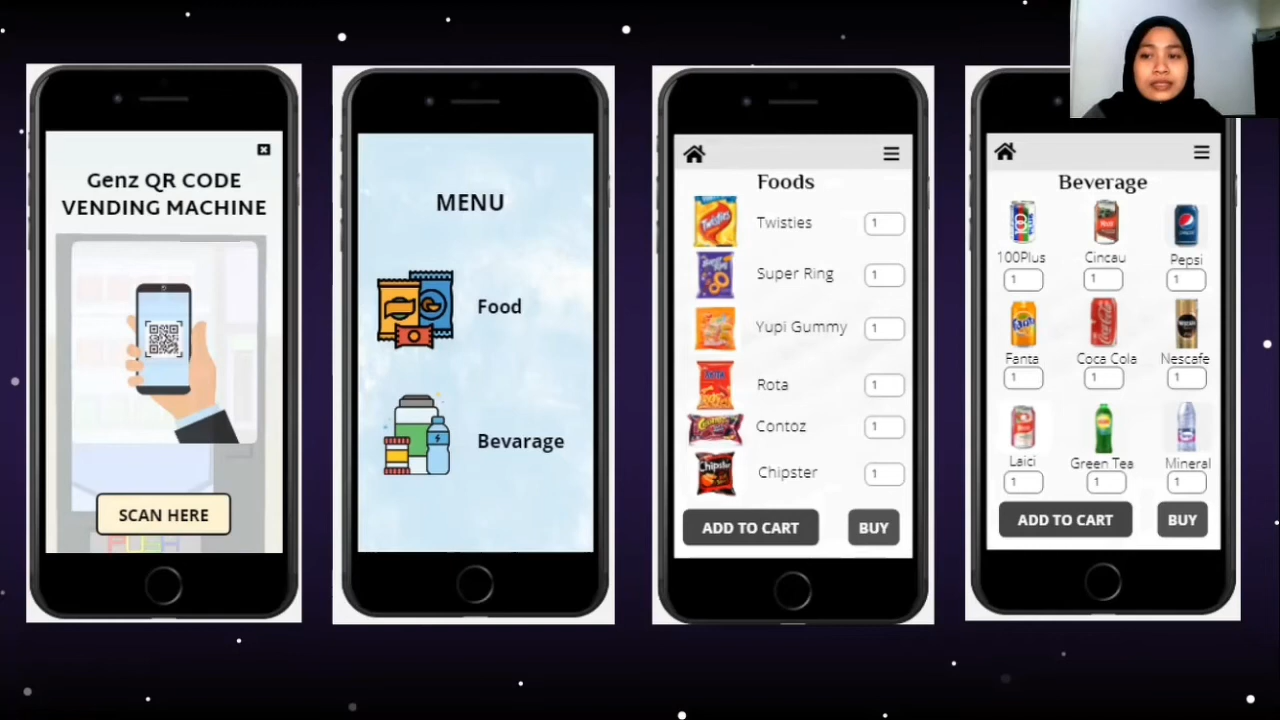 Genz QR CODE
VENDING MACHINE
SCAN HERE
MENU
Food
Bevarage
Foods
Twisties 1
Super Ring 1
Yupi Gummy 1
Rota 1
Contoz 1
Chipster 1
ADD TO CART BUY
Beverage
100Plus Cincau Pepsi
1 1 1
Fanta Coca Cola Nescafe
1 1 1
Laici Green Tea Mineral
1 1 1
ADD TO CART BUY